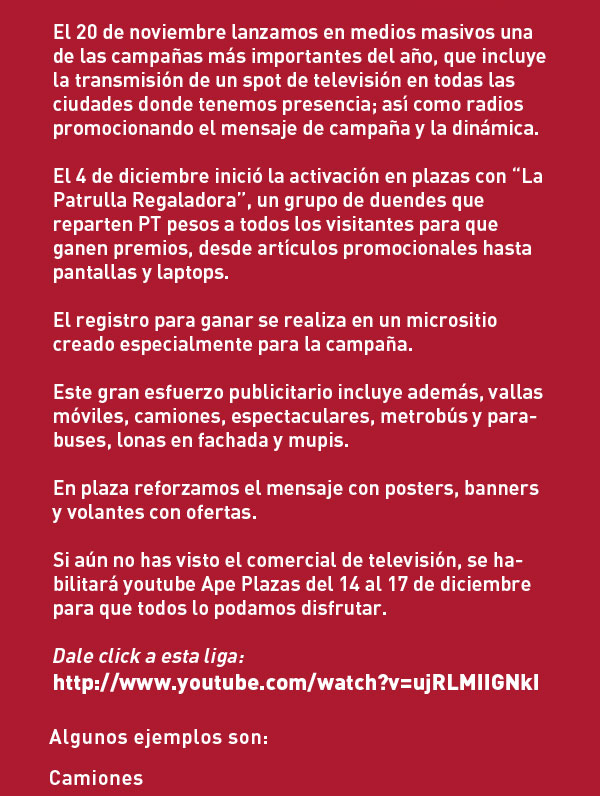 El 20 de noviembre lanzamos en medios masivos una
de las campañas más importantes del año, que incluye
la transmisión de un spot de televisión en todas las
ciudades donde tenemos presencia; así como radios
promocionando el mensaje de campaña y la dinámica.
El 4 de diciembre inició la activación en plazas con “La
Patrulla Regaladora”, un grupo de duendes que
reparten PT pesos a todos los visitantes para que
ganen premios, desde artículos promocionales hasta
pantallas y laptops.
El registro para ganar se realiza en un micrositio
creado especialmente para la campaña.
Este gran esfuerzo publicitario incluye además, vallas
móviles, camiones, espectaculares, metrobús y para-
buses, lonas en fachada y mupis.
En plaza reforzamos el mensaje con posters, banners
y volantes con ofertas.
Si aún no has visto el comercial de televisión, se ha-
bilitará youtube Ape Plazas del 14 al 17 de diciembre
para que todos lo podamos disfrutar.
Dale click a esta liga:
http://www.youtube.com/watch?v=ujRLMIIGNkI
Algunos ejemplos son:
Camiones